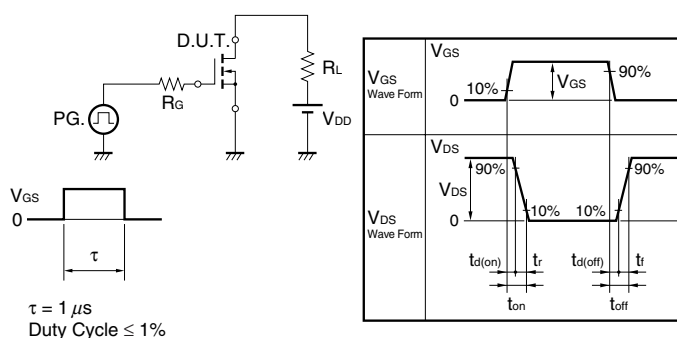 D.U.T.
RL
RG
PG.
VDD
VGS
0
τ
τ = 1 μs
Duty Cycle ≤ 1%
VGS
Wave Form
VGS
10%
VGS
90%
0
VDS
Wave Form
VDS
90%
VDS
10%
10%
90%
0
td(on)
tr
td(off)
tf
ton
toff